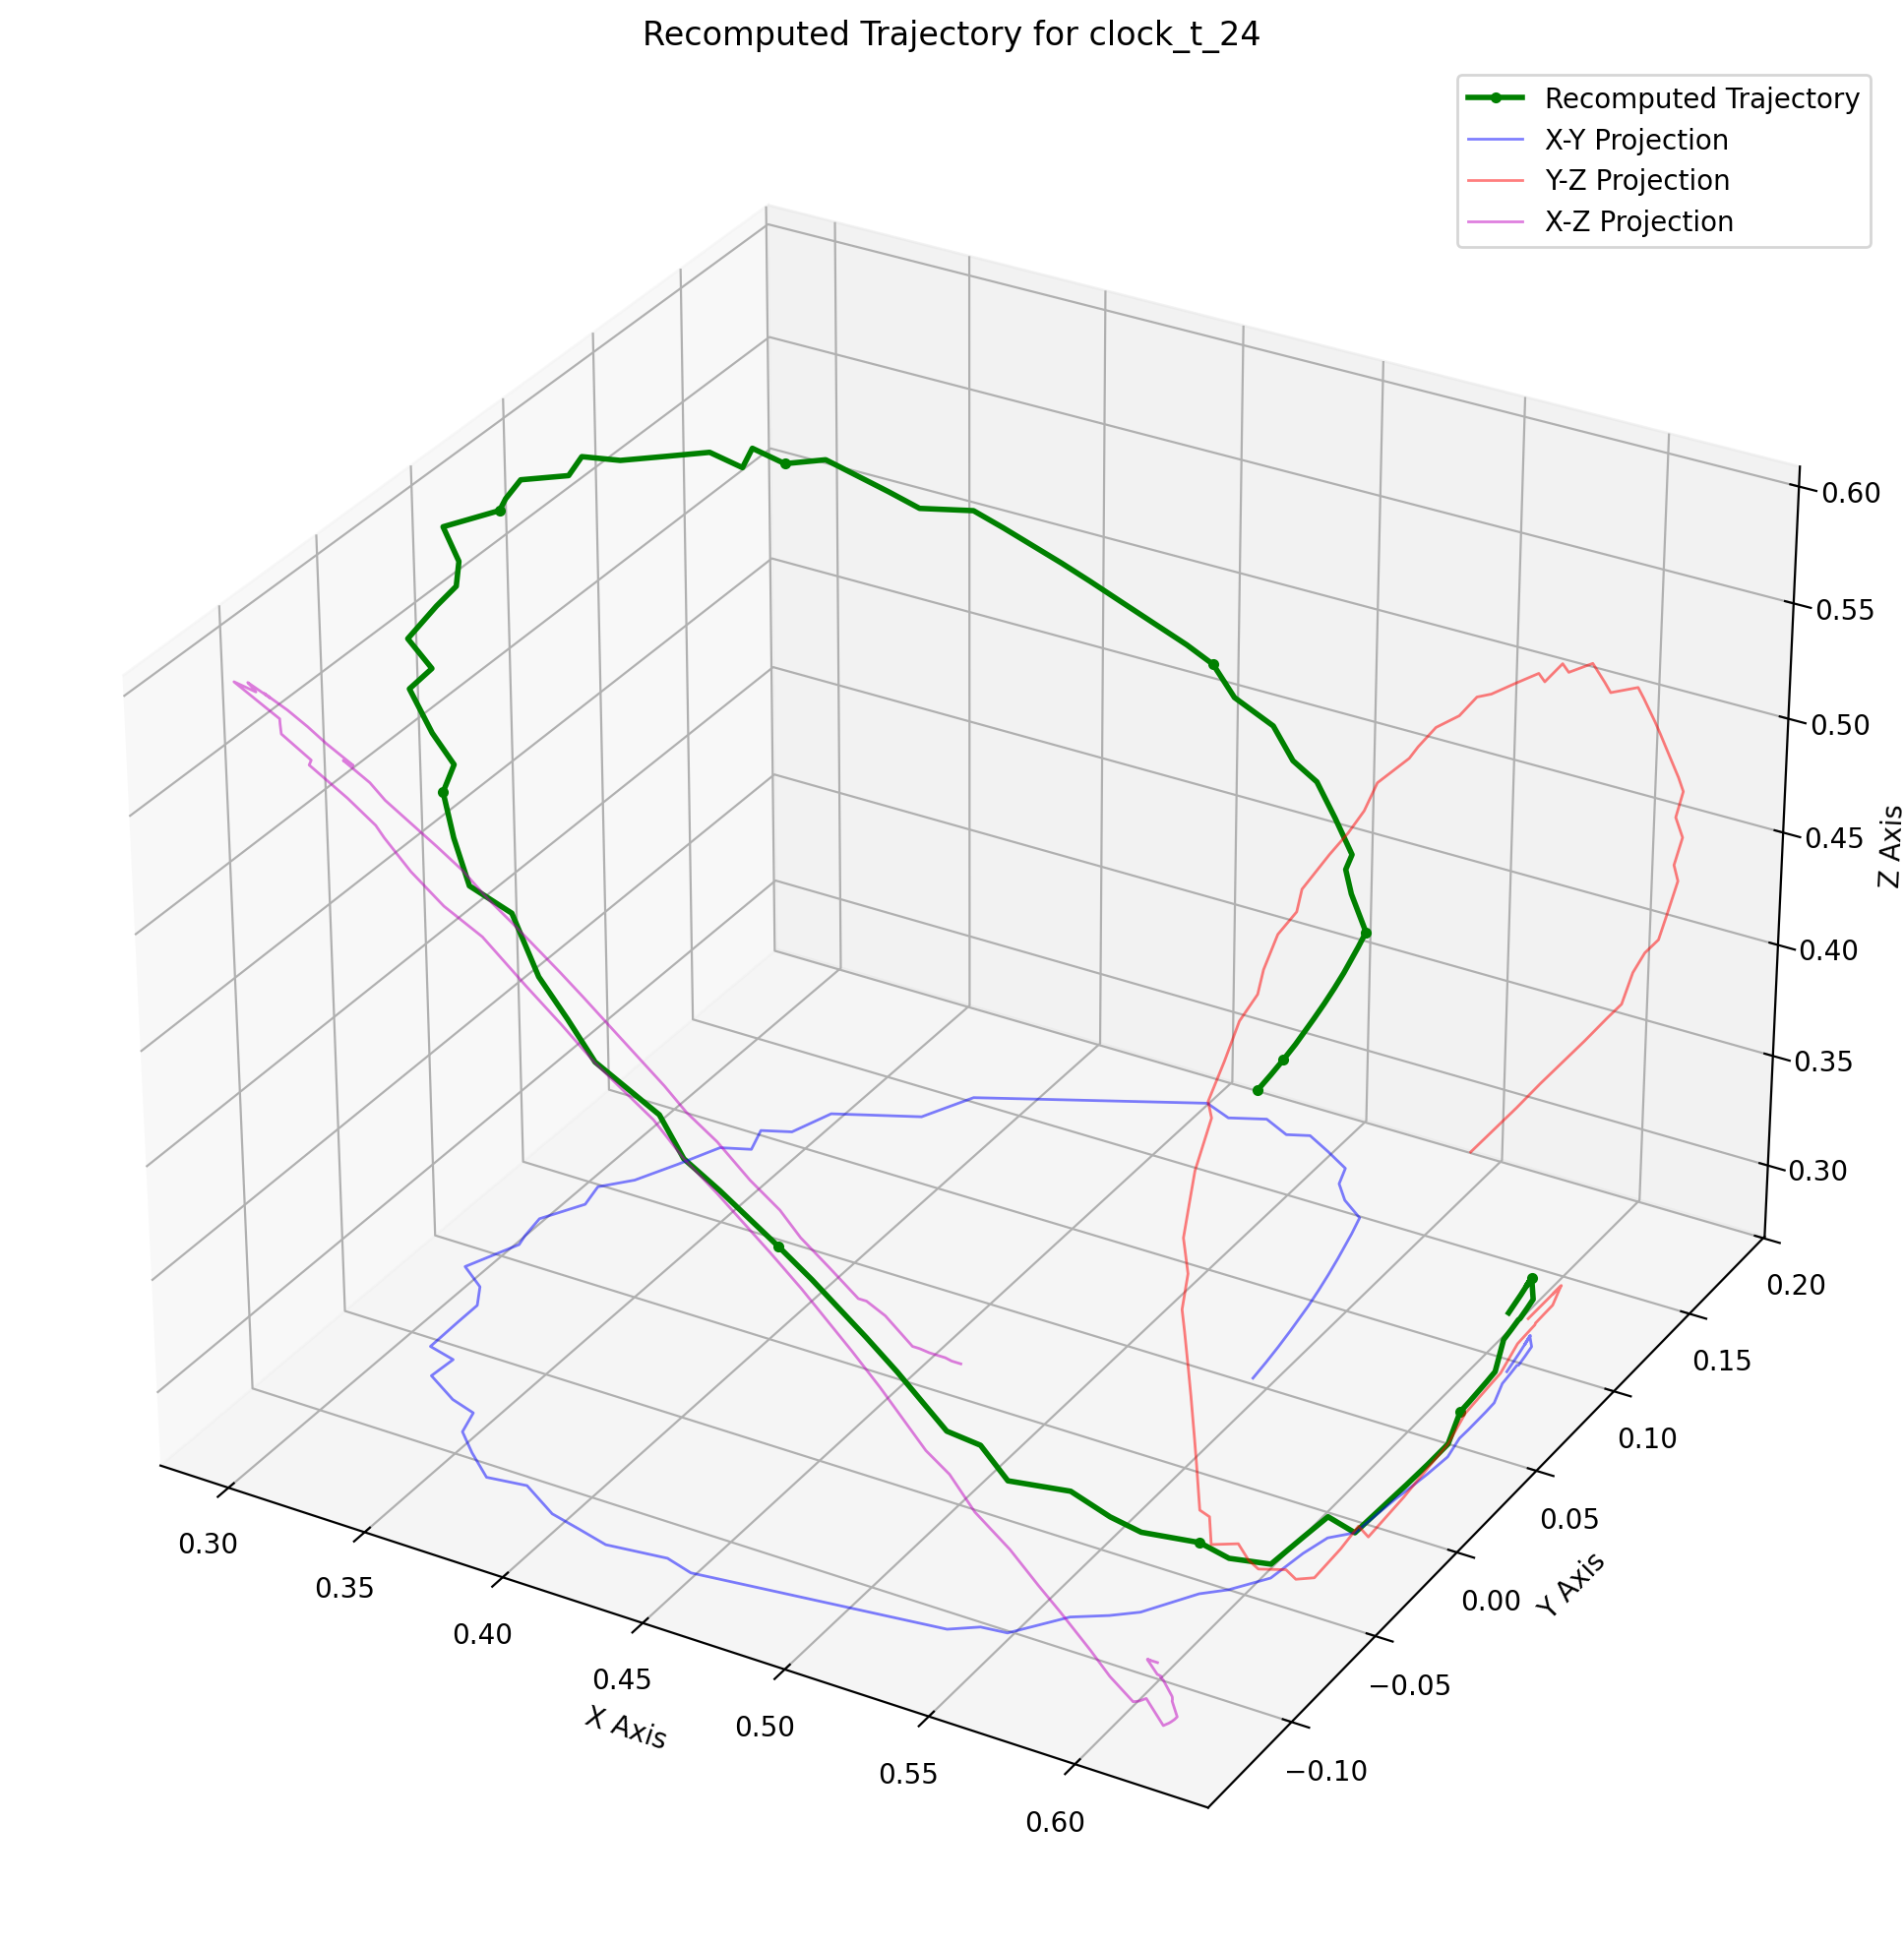 Recomputed Trajectory for clock_t_24
Recomputed Trajectory
X-Y Projection
Y-Z Projection
X-Z Projection
0.60
0.55
0.50
0.45
0.40
0.35
0.30
Z Axis
0.20
0.15
0.10
0.05
0.00
−0.05
−0.10
Y Axis
0.30
0.35
0.40
0.45
0.50
0.55
0.60
X Axis